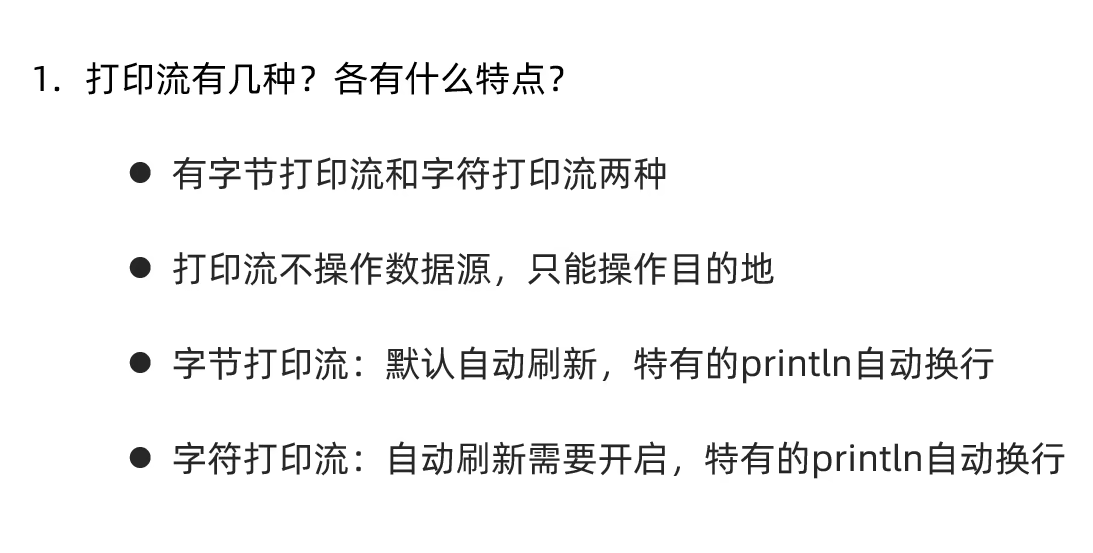 1. 打印流有几种？各有什么特点？
● 有字节打印流和字符打印流两种
● 打印流不操作数据源，只能操作目的地
● 字节打印流：默认自动刷新，特有的println自动换行
● 字符打印流：自动刷新需要开启，特有的println自动换行